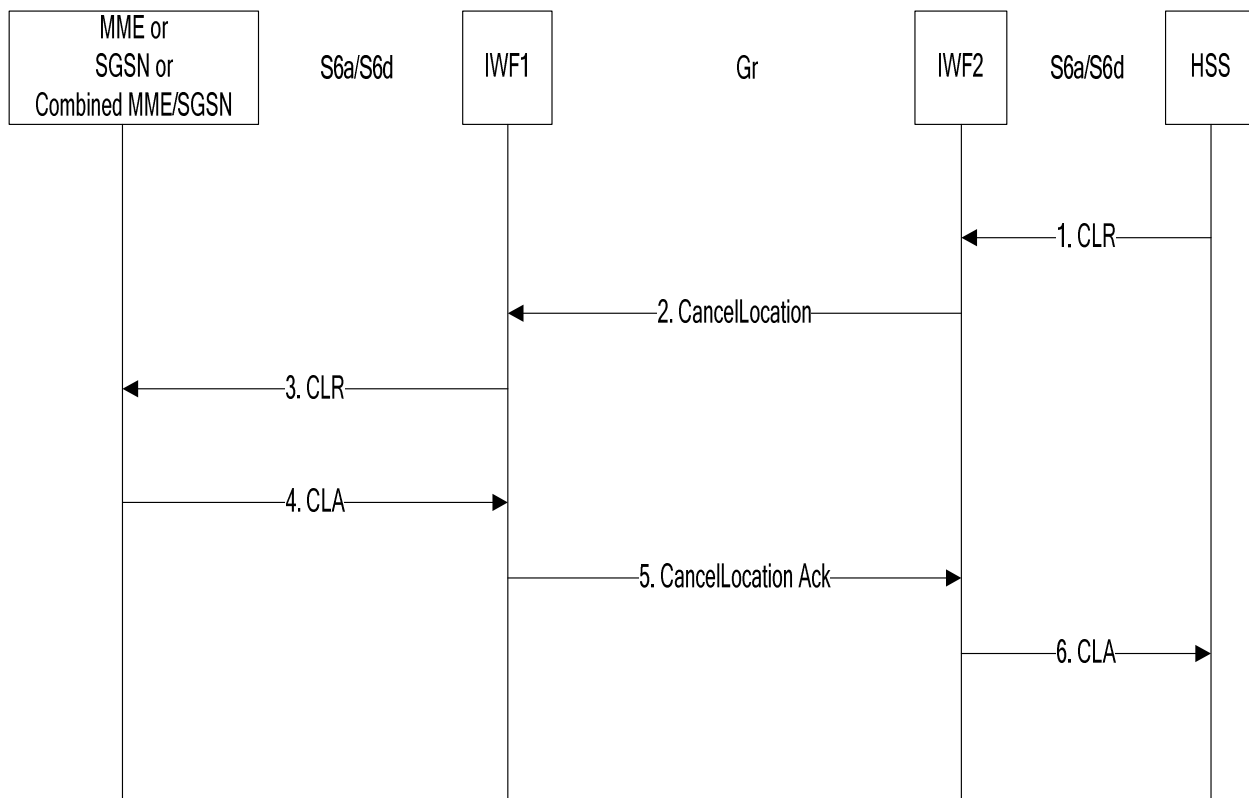 MME or
SGSN or
Combined MME/SGSN
S6a/S6d
IWF1
Gr
IWF2
S6a/S6d
HSS
1. CLR
2. CancelLocation
3. CLR
4. CLA
5. CancelLocation Ack
6. CLA